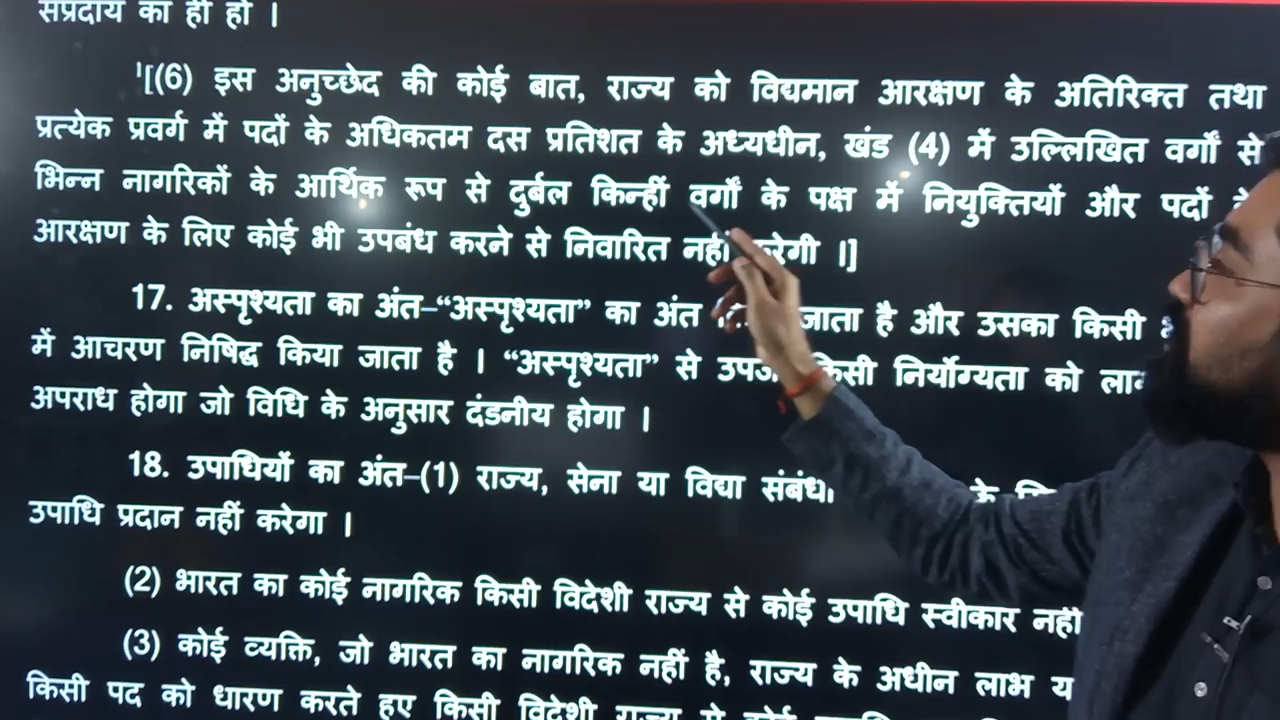 संप्रदाय का ही हो ।
¹[(6) इस अनुच्छेद की कोई बात, राज्य को विद्यमान आरक्षण के अतिरिक्त तथा
प्रत्येक प्रवर्ग में पदों के अधिकतम दस प्रतिशत के अध्यधीन, खंड (4) में उल्लिखित वर्गों से
भिन्न नागरिकों के आर्थिक रूप से दुर्बल किन्हीं वर्गों के पक्ष में नियुक्तियों और पदों
आरक्षण के लिए कोई भी उपबंध करने से निवारित नहीं करेगी ।]
17. अस्पृश्यता का अंत–“अस्पृश्यता” का अंत जाता है और उसका किसी
में आचरण निषिद्ध किया जाता है । “अस्पृश्यता” से किसी निर्योग्यता को
अपराध होगा जो विधि के अनुसार दंडनीय होगा ।
18. उपाधियों का अंत–(1) राज्य, सेना या विद्या के
उपाधि प्रदान नहीं करेगा ।
(2) भारत का कोई नागरिक किसी विदेशी राज्य से कोई उपाधि स्वीकार नहीं
(3) कोई व्यक्ति, जो भारत का नागरिक नहीं है, राज्य के अधीन लाभ
किसी पद को धारण करते हुए किसी विदेशी राज्य से कोई